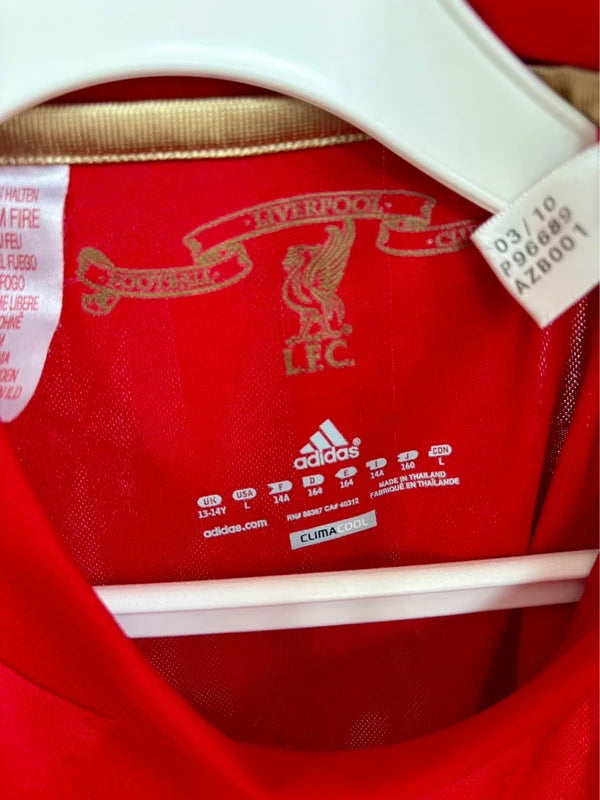 HALTEN
FIRE
FEU
FUEGO
FOGO
LIBERE
OHNE
LIVERPOOL
FOOTBALL
L.F.C.
03/10
P96689
AZB001
adidas®
UK USA F D E I J CDN
13-14Y L 14A 164 164 14A 160 L
MADE IN THAILAND
FABRIQUÉ EN THAÏLANDE
RN# 88387 CA# 40312
adidas.com
CLIMACOOL